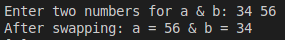 Enter two numbers for a & b: 34 56
After swapping: a = 56 & b = 34